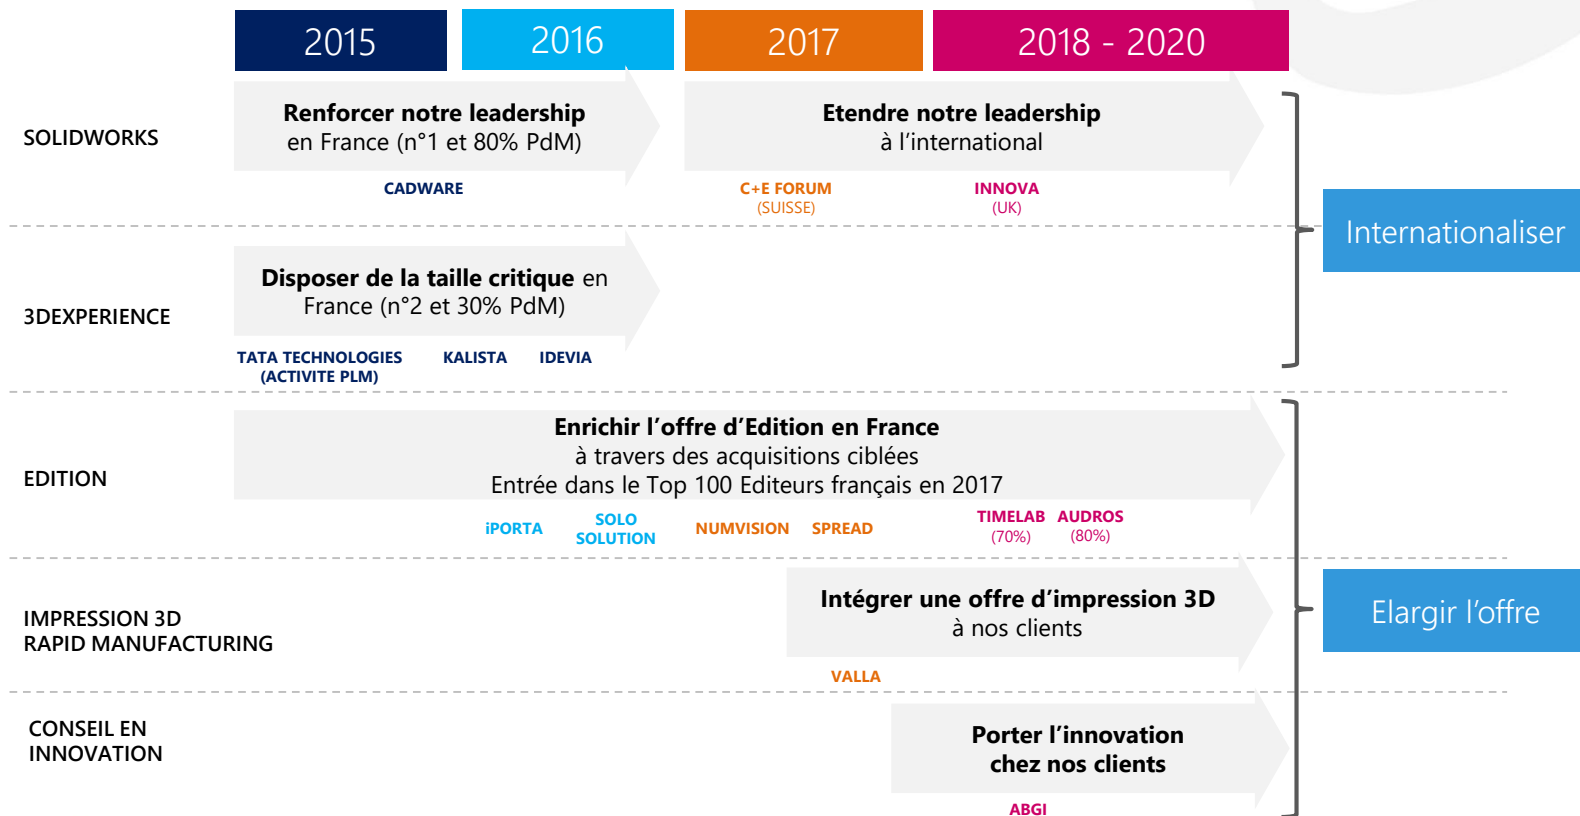 2015
2016
2017
2018 - 2020
SOLIDWORKS
Renforcer notre leadership
en France (n°1 et 80% PdM)
Etendre notre leadership
à l’international
CADWARE
C+E FORUM
(SUISSE)
INNOVA
(UK)
Internationaliser
3DEXPERIENCE
Disposer de la taille critique en
France (n°2 et 30% PdM)
TATA TECHNOLOGIES
(ACTIVITE PLM)
KALISTA
IDEVIA
EDITION
Enrichir l’offre d’Edition en France
à travers des acquisitions ciblées
Entrée dans le Top 100 Editeurs français en 2017
iPORTA
SOLO
SOLUTION
NUMVISION
SPREAD
TIMELAB
(70%)
AUDROS
(80%)
IMPRESSION 3D
RAPID MANUFACTURING
Intégrer une offre d’impression 3D
à nos clients
VALLA
Elargir l’offre
CONSEIL EN
INNOVATION
Porter l’innovation
chez nos clients
ABGI